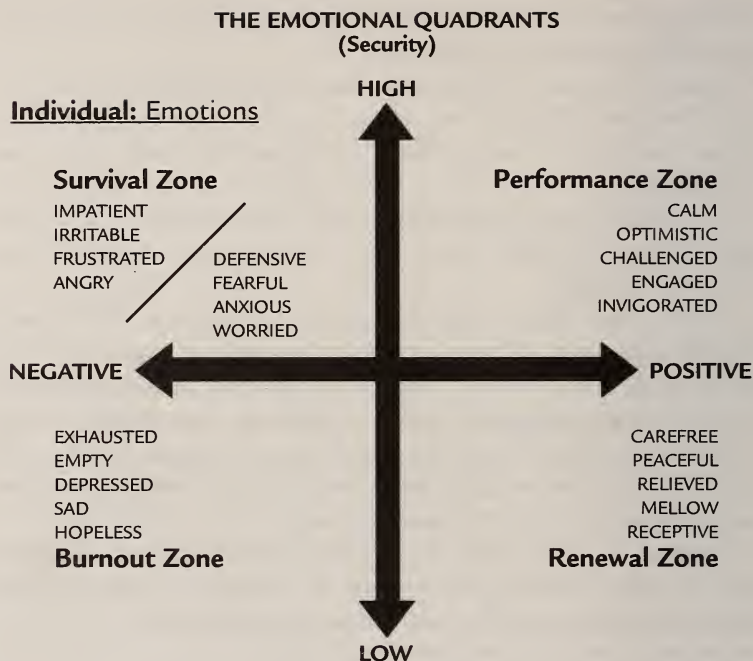 THE EMOTIONAL QUADRANTS
(Security)
HIGH
Individual: Emotions
Survival Zone
IMPATIENT
IRRITABLE
FRUSTRATED
ANGRY
DEFENSIVE
FEARFUL
ANXIOUS
WORRIED
Performance Zone
CALM
OPTIMISTIC
CHALLENGED
ENGAGED
INVIGORATED
NEGATIVE
POSITIVE
EXHAUSTED
EMPTY
DEPRESSED
SAD
HOPELESS
Burnout Zone
CAREFREE
PEACEFUL
RELIEVED
MELLOW
RECEPTIVE
Renewal Zone
LOW